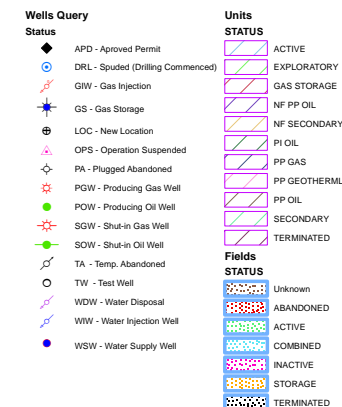 Wells Query
Status
APD - Aproved Permit
DRL - Spuded (Drilling Commenced)
GIW - Gas Injection
GS - Gas Storage
LOC - New Location
OPS - Operation Suspended
PA - Plugged Abandoned
PGW - Producing Gas Well
POW - Producing Oil Well
SGW - Shut-in Gas Well
SOW - Shut-in Oil Well
TA - Temp. Abandoned
TW - Test Well
WDW - Water Disposal
WIW - Water Injection Well
WSW - Water Supply Well
Units
STATUS
ACTIVE
EXPLORATORY
GAS STORAGE
NF PP OIL
NF SECONDARY
PI OIL
PP GAS
PP GEOTHERML
PP OIL
SECONDARY
TERMINATED
Fields
STATUS
Unknown
ABANDONED
ACTIVE
COMBINED
INACTIVE
STORAGE
TERMINATED